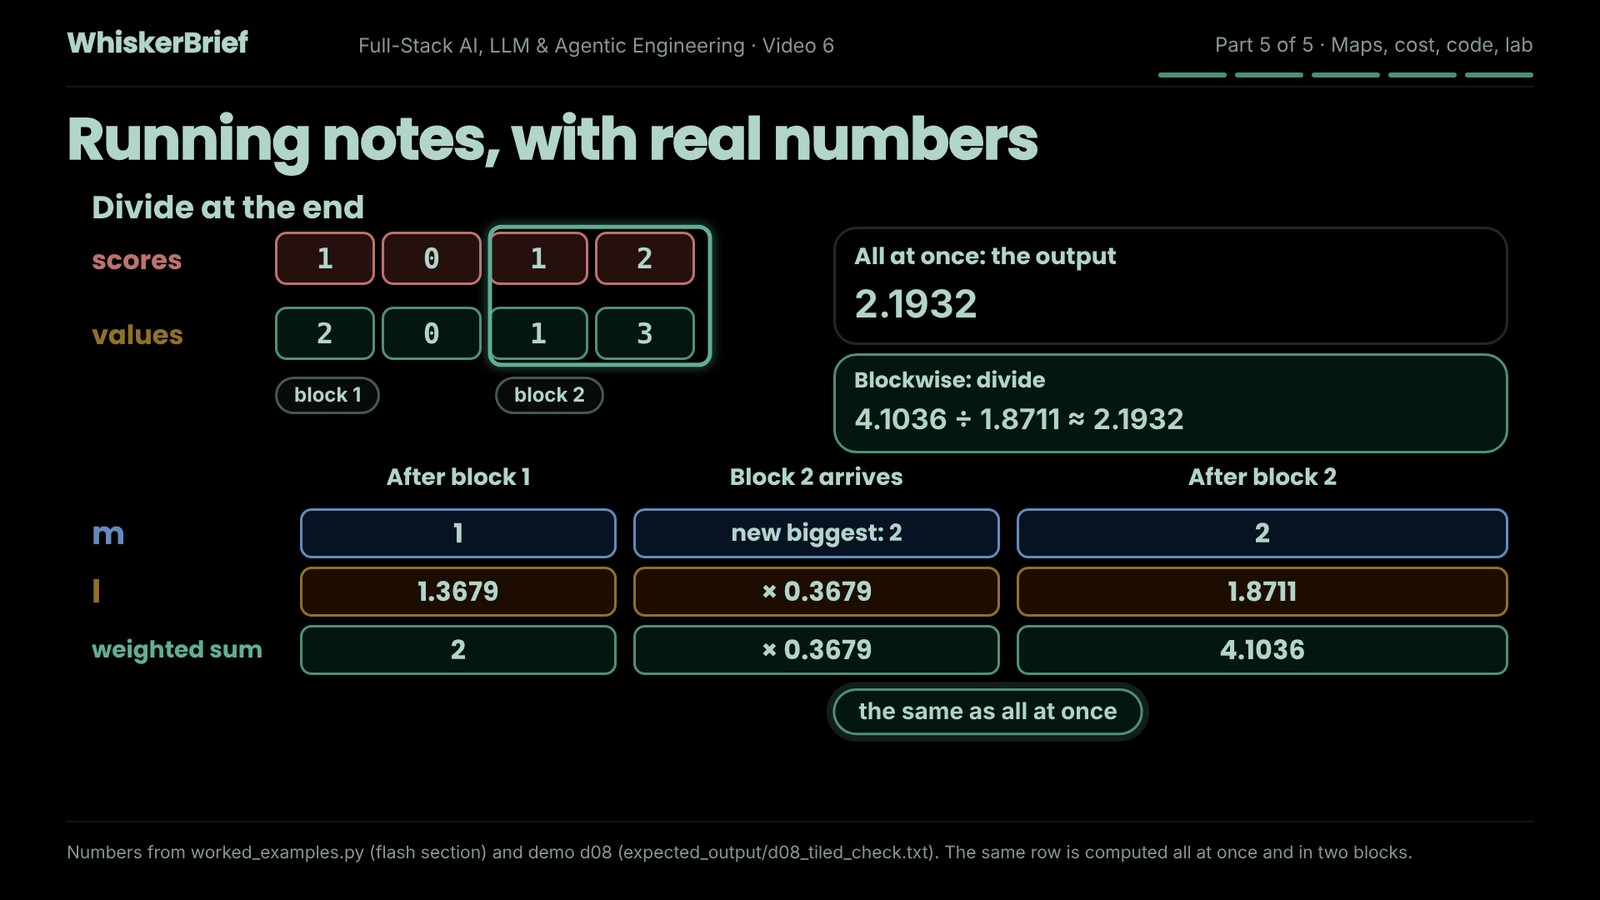 WhiskerBrief
Full-Stack AI, LLM & Agentic Engineering · Video 6
Part 5 of 5 · Maps, cost, code, lab
Running notes, with real numbers
Divide at the end
scores 1 0 1 2
values 2 0 1 3
block 1 block 2
All at once: the output
2.1932
Blockwise: divide
4.1036 ÷ 1.8711 ≈ 2.1932
After block 1 Block 2 arrives After block 2
m 1 new biggest: 2 2
l 1.3679 × 0.3679 1.8711
weighted sum 2 × 0.3679 4.1036
the same as all at once
Numbers from worked_examples.py (flash section) and demo d08 (expected_output/d08_tiled_check.txt). The same row is computed all at once and in two blocks.